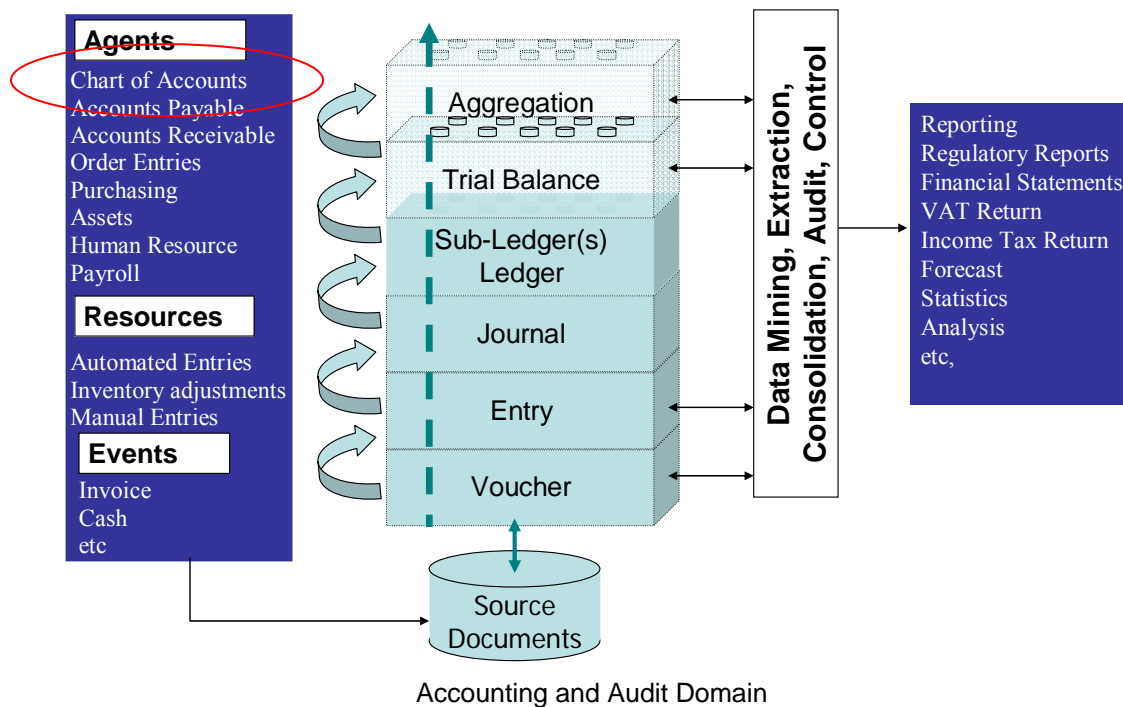 Agents
Chart of Accounts
Accounts Payable
Accounts Receivable
Order Entries
Purchasing
Assets
Human Resource
Payroll
Resources
Automated Entries
Inventory adjustments
Manual Entries
Events
Invoice
Cash
etc
Aggregation
Trial Balance
Sub-Ledger(s)
Ledger
Journal
Entry
Voucher
Source
Documents
Data Mining, Extraction,
Consolidation, Audit, Control
Reporting
Regulatory Reports
Financial Statements
VAT Return
Income Tax Return
Forecast
Statistics
Analysis
etc,
Accounting and Audit Domain